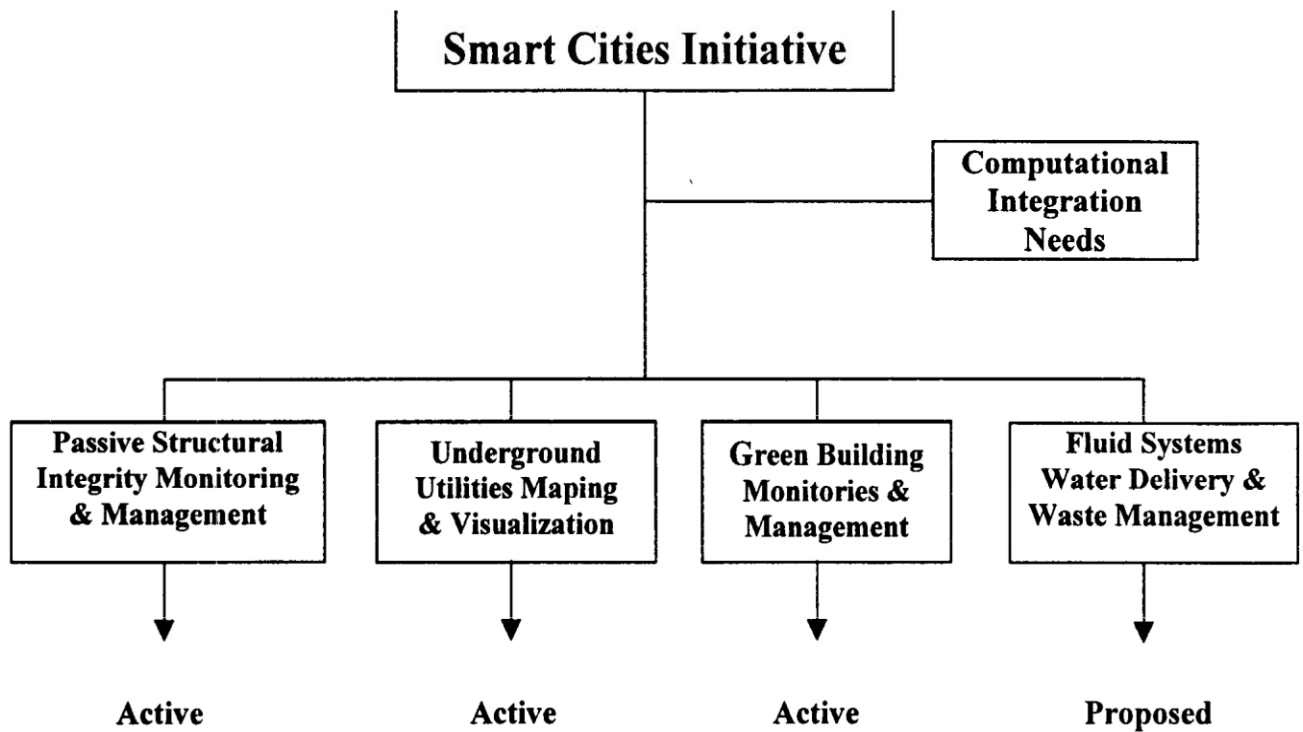 Smart Cities Initiative
Computational
Integration
Needs
Passive Structural
Integrity Monitoring
& Management
Underground
Utilities Maping
& Visualization
Green Building
Monitories &
Management
Fluid Systems
Water Delivery &
Waste Management
Active
Active
Active
Proposed